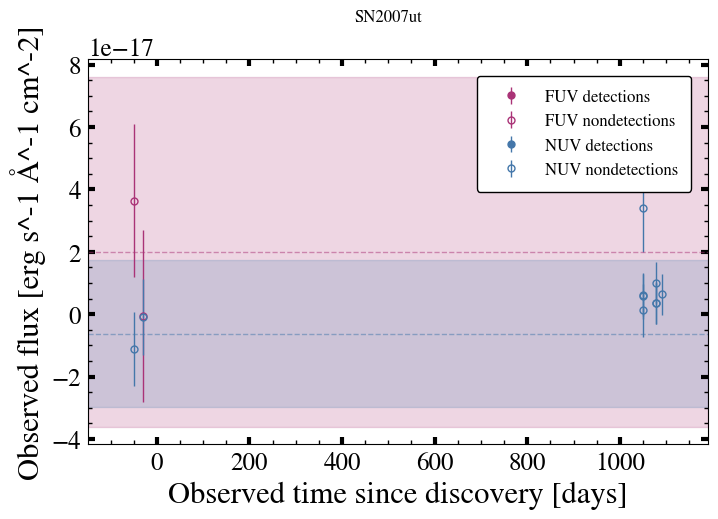 SN2007ut
1e−17
8
6
4
2
0
−2
−4
Observed flux [erg s^-1 Å^-1 cm^-2]
FUV detections
FUV nondetections
NUV detections
NUV nondetections
0 200 400 600 800 1000
Observed time since discovery [days]